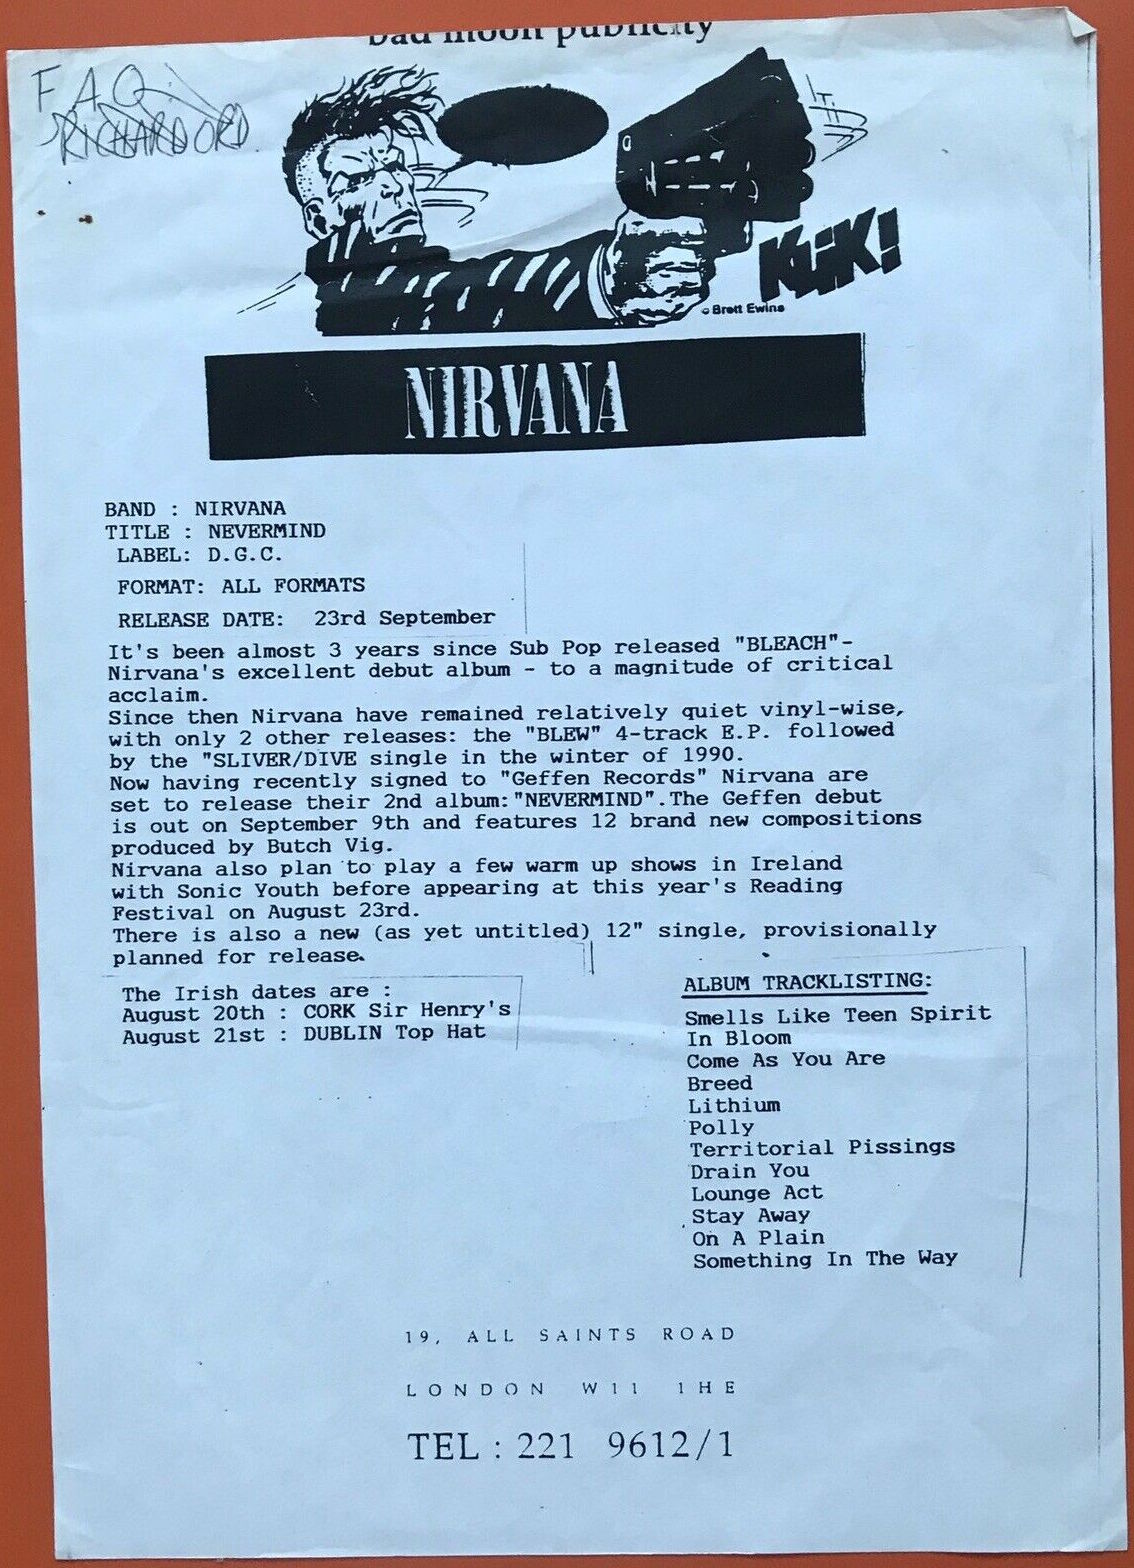 bad moon publicity
F.A.O.
RICHARD ORD.
KLIK!
© Brett Ewins
NIRVANA
BAND : NIRVANA
TITLE : NEVERMIND
LABEL: D.G.C.
FORMAT: ALL FORMATS
RELEASE DATE: 23rd September
It's been almost 3 years since Sub Pop released "BLEACH"-
Nirvana's excellent debut album - to a magnitude of critical
acclaim.
Since then Nirvana have remained relatively quiet vinyl-wise,
with only 2 other releases: the "BLEW" 4-track E.P. followed
by the "SLIVER/DIVE single in the winter of 1990.
Now having recently signed to "Geffen Records" Nirvana are
set to release their 2nd album:"NEVERMIND".The Geffen debut
is out on September 9th and features 12 brand new compositions
produced by Butch Vig.
Nirvana also plan to play a few warm up shows in Ireland
with Sonic Youth before appearing at this year's Reading
Festival on August 23rd.
There is also a new (as yet untitled) 12" single, provisionally
planned for release.
The Irish dates are :
August 20th : CORK Sir Henry's
August 21st : DUBLIN Top Hat
ALBUM TRACKLISTING:
Smells Like Teen Spirit
In Bloom
Come As You Are
Breed
Lithium
Polly
Territorial Pissings
Drain You
Lounge Act
Stay Away
On A Plain
Something In The Way
19, ALL SAINTS ROAD
LONDON W11 1HE
TEL : 221 9612/1